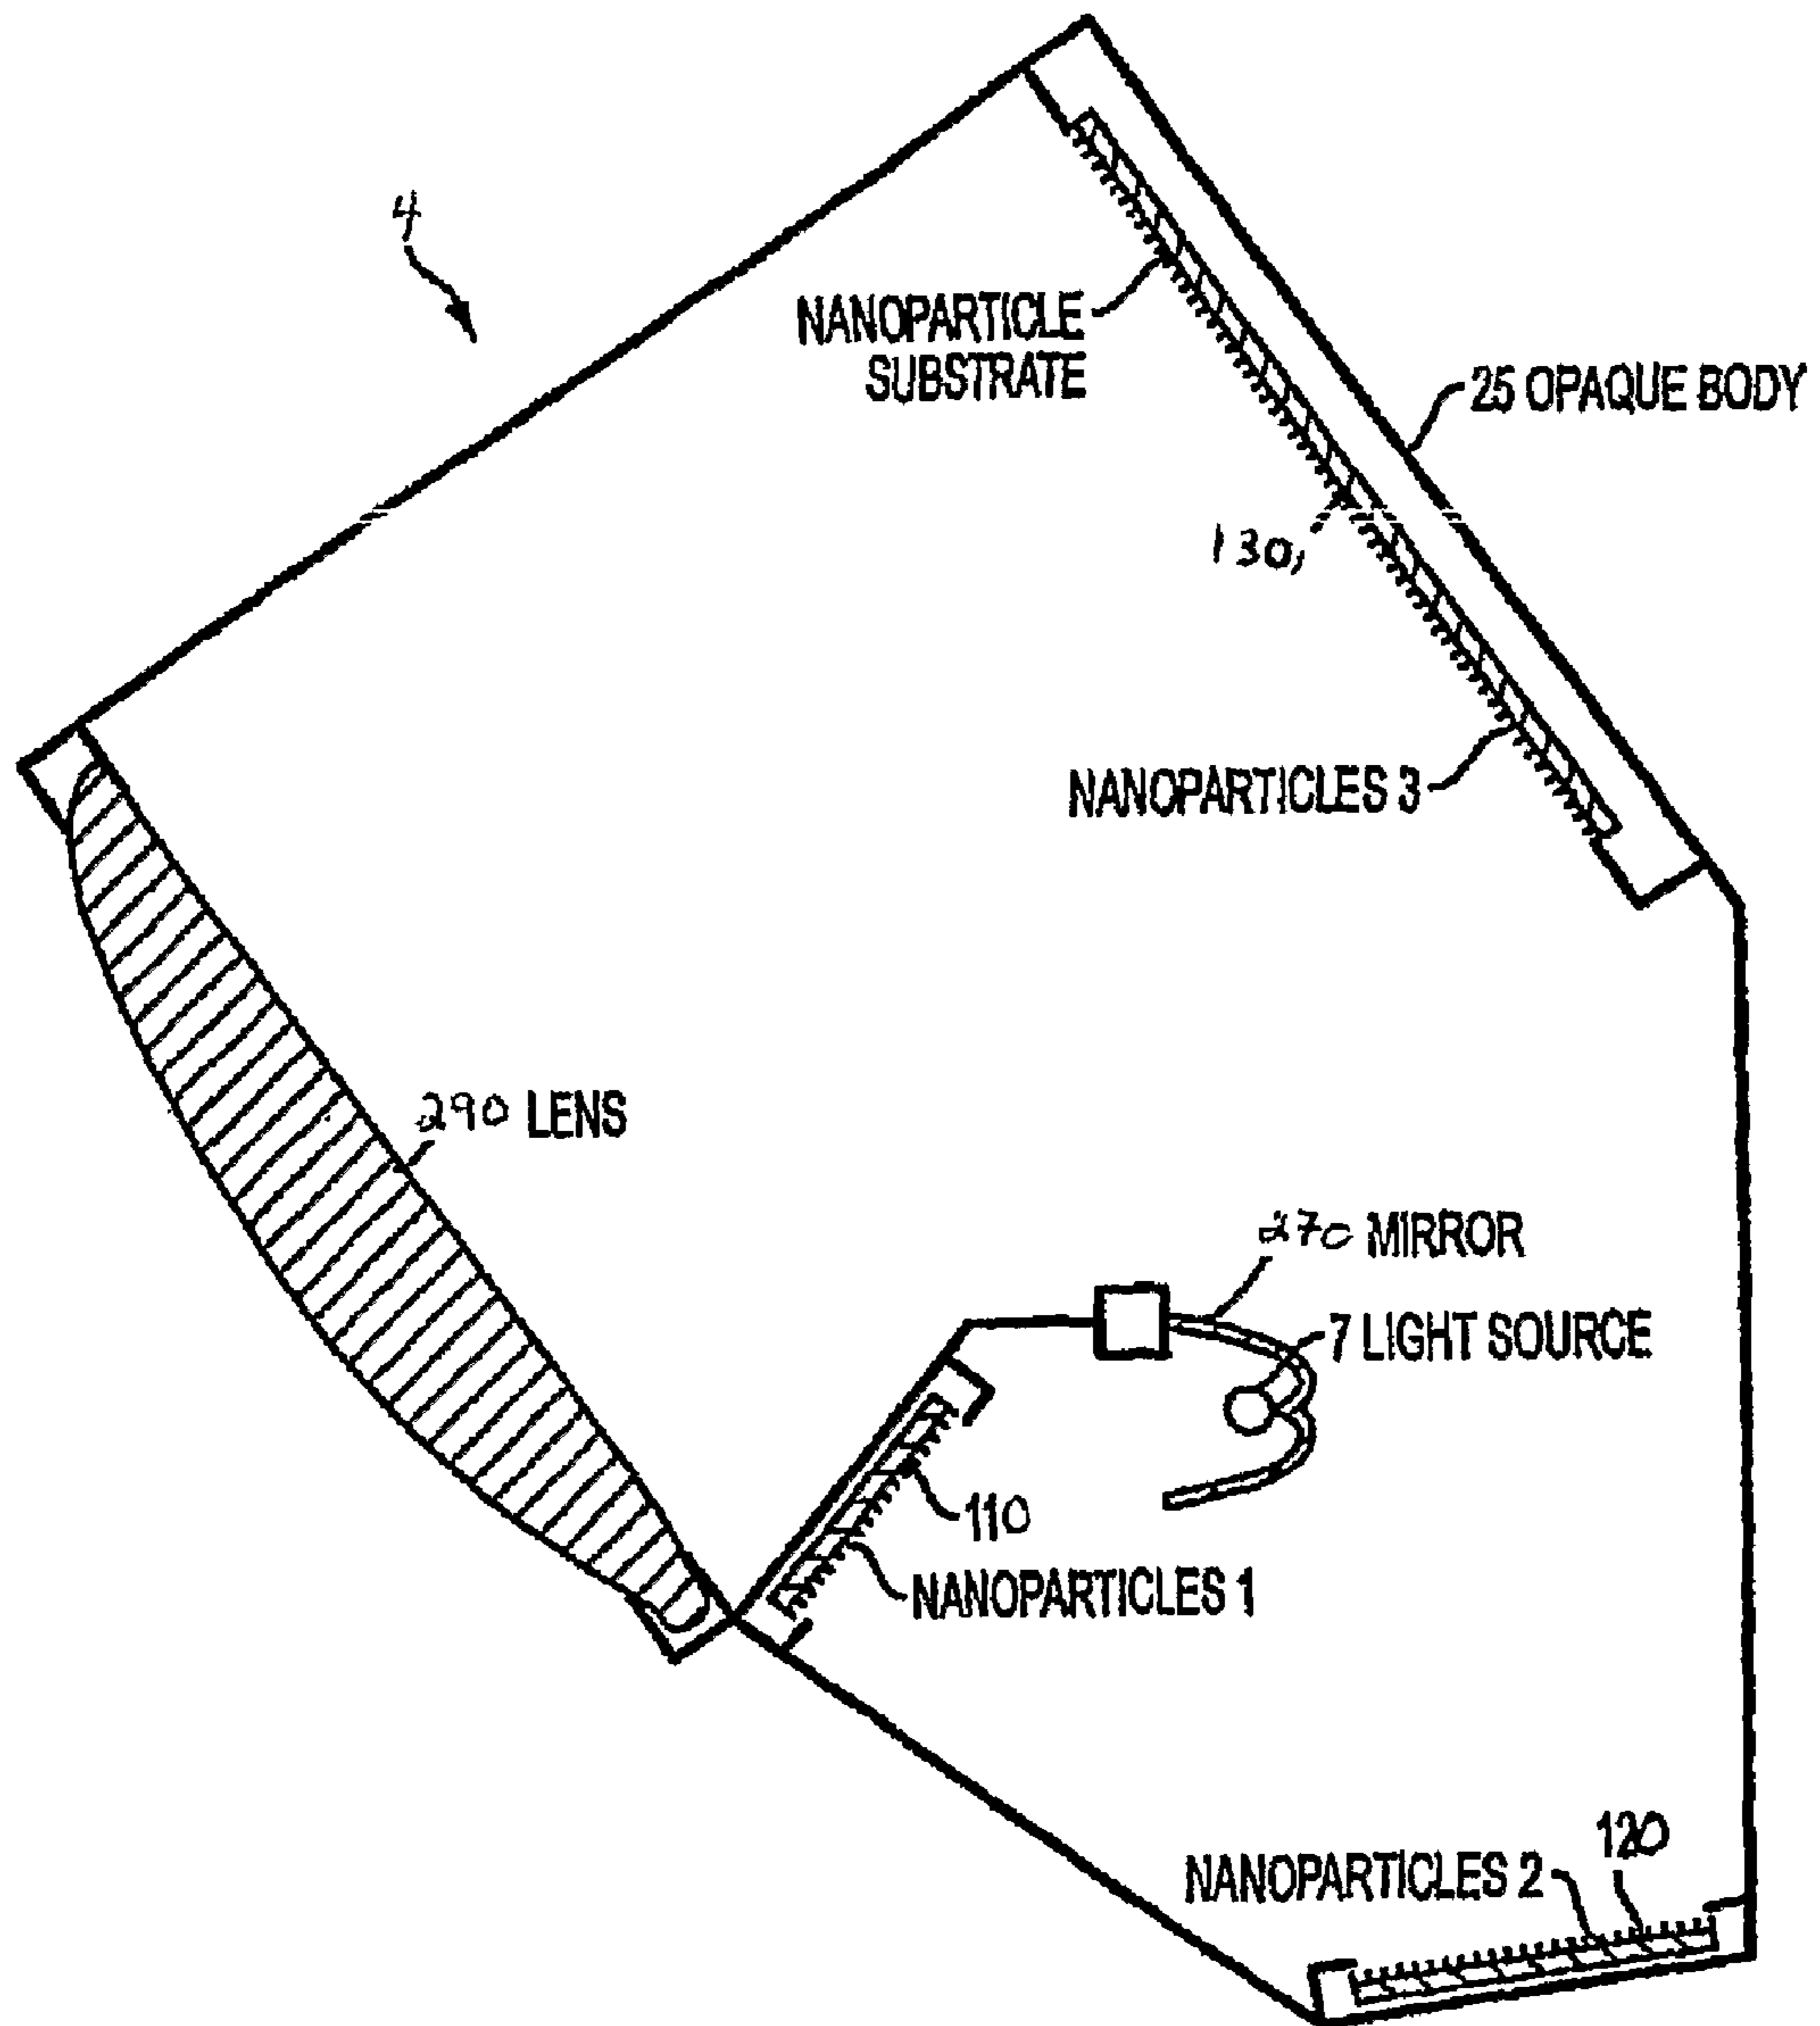 4
NANOPARTICLE
SUBSTRATE
25 OPAQUE BODY
130,
NANOPARTICLES 3
290 LENS
270 MIRROR
7 LIGHT SOURCE
110
NANOPARTICLES 1
120
NANOPARTICLES 2